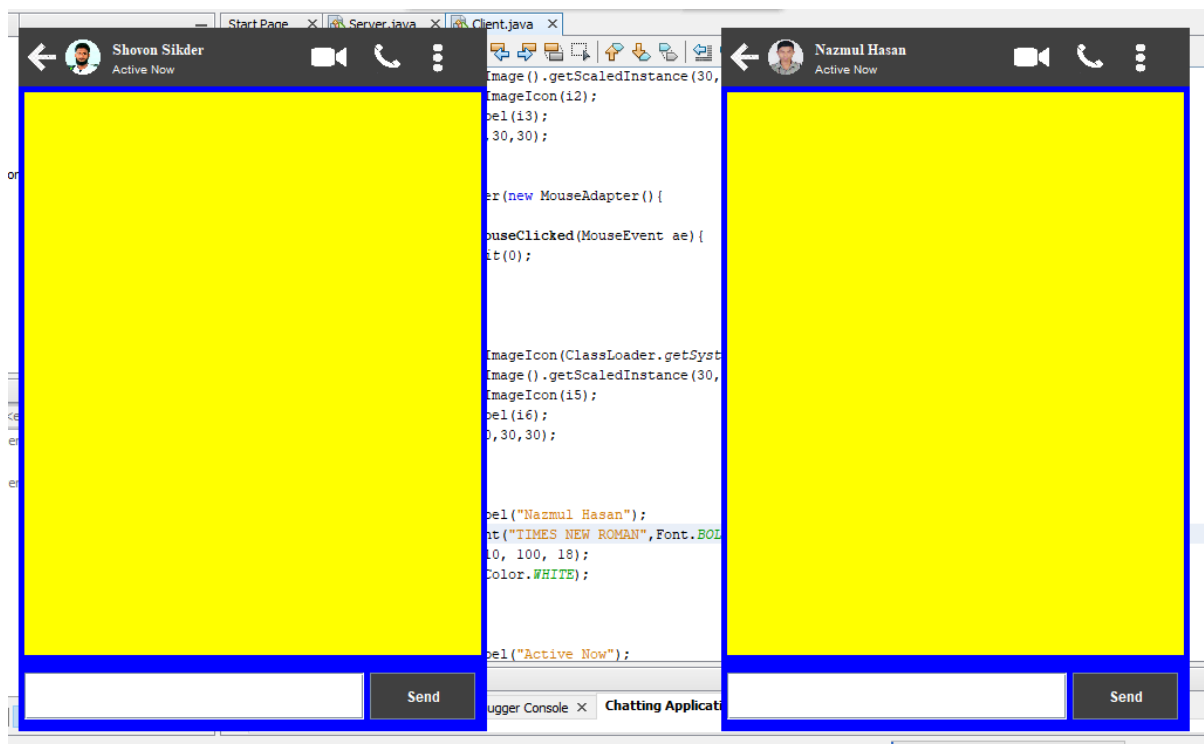 Start Page
Server.java
Client.java
Shovon Sikder
Active Now
Nazmul Hasan
Active Now
Image().getScaledInstance(30,
ImageIcon(i2);
bel(i3);
,30,30);
or
er(new MouseAdapter(){
ouseClicked(MouseEvent ae){
it(0);
ImageIcon(ClassLoader.getSyst
Image().getScaledInstance(30,
ImageIcon(i5);
<e
bel(i6);
er
0,30,30);
er
bel("Nazmul Hasan");
nt("TIMES NEW ROMAN",Font.BOL
10, 100, 18);
Color.WHITE);
bel("Active Now");
Send
Send
ugger Console
Chatting Applicati